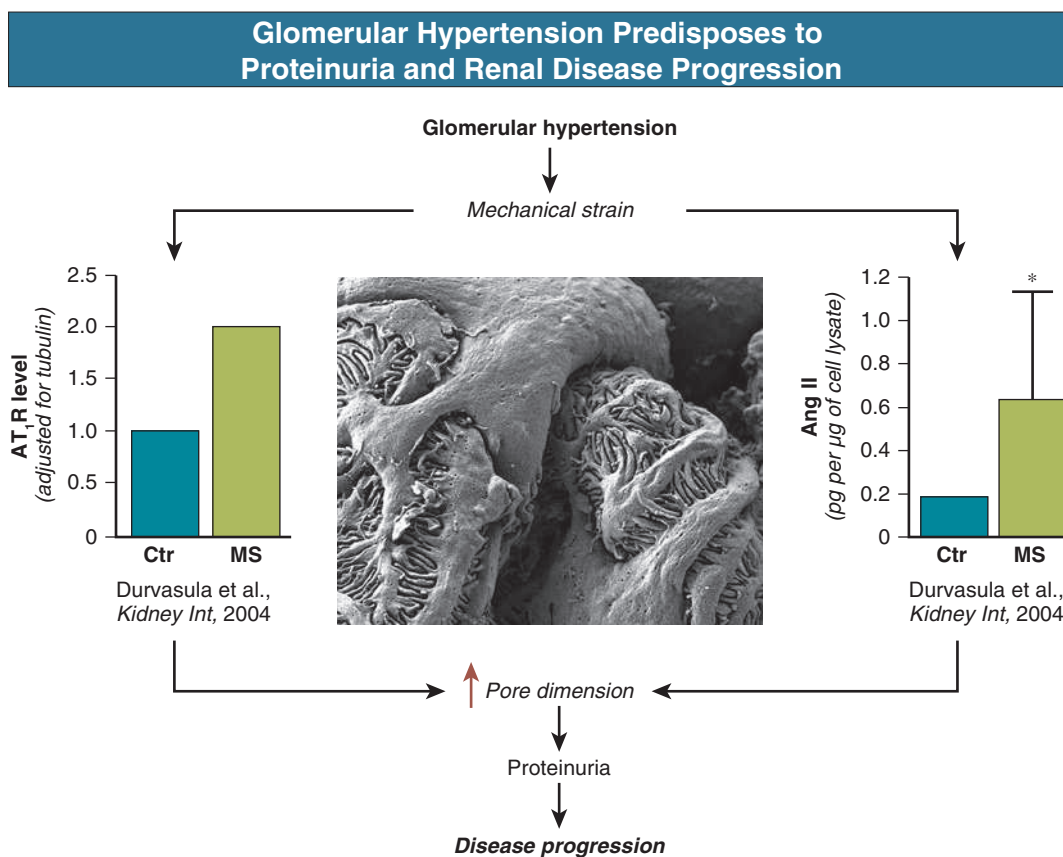 Glomerular Hypertension Predisposes to
Proteinuria and Renal Disease Progression
Glomerular hypertension
Mechanical strain
AT1R level
(adjusted for tubulin)
2.5
2.0
1.5
1.0
0.5
0
Ctr MS
Durvasula et al.,
Kidney Int, 2004
Ang II
(pg per µg of cell lysate)
1.2
1.0
0.8
0.6
0.4
0.2
0
*
Ctr MS
Durvasula et al.,
Kidney Int, 2004
Pore dimension
Proteinuria
Disease progression